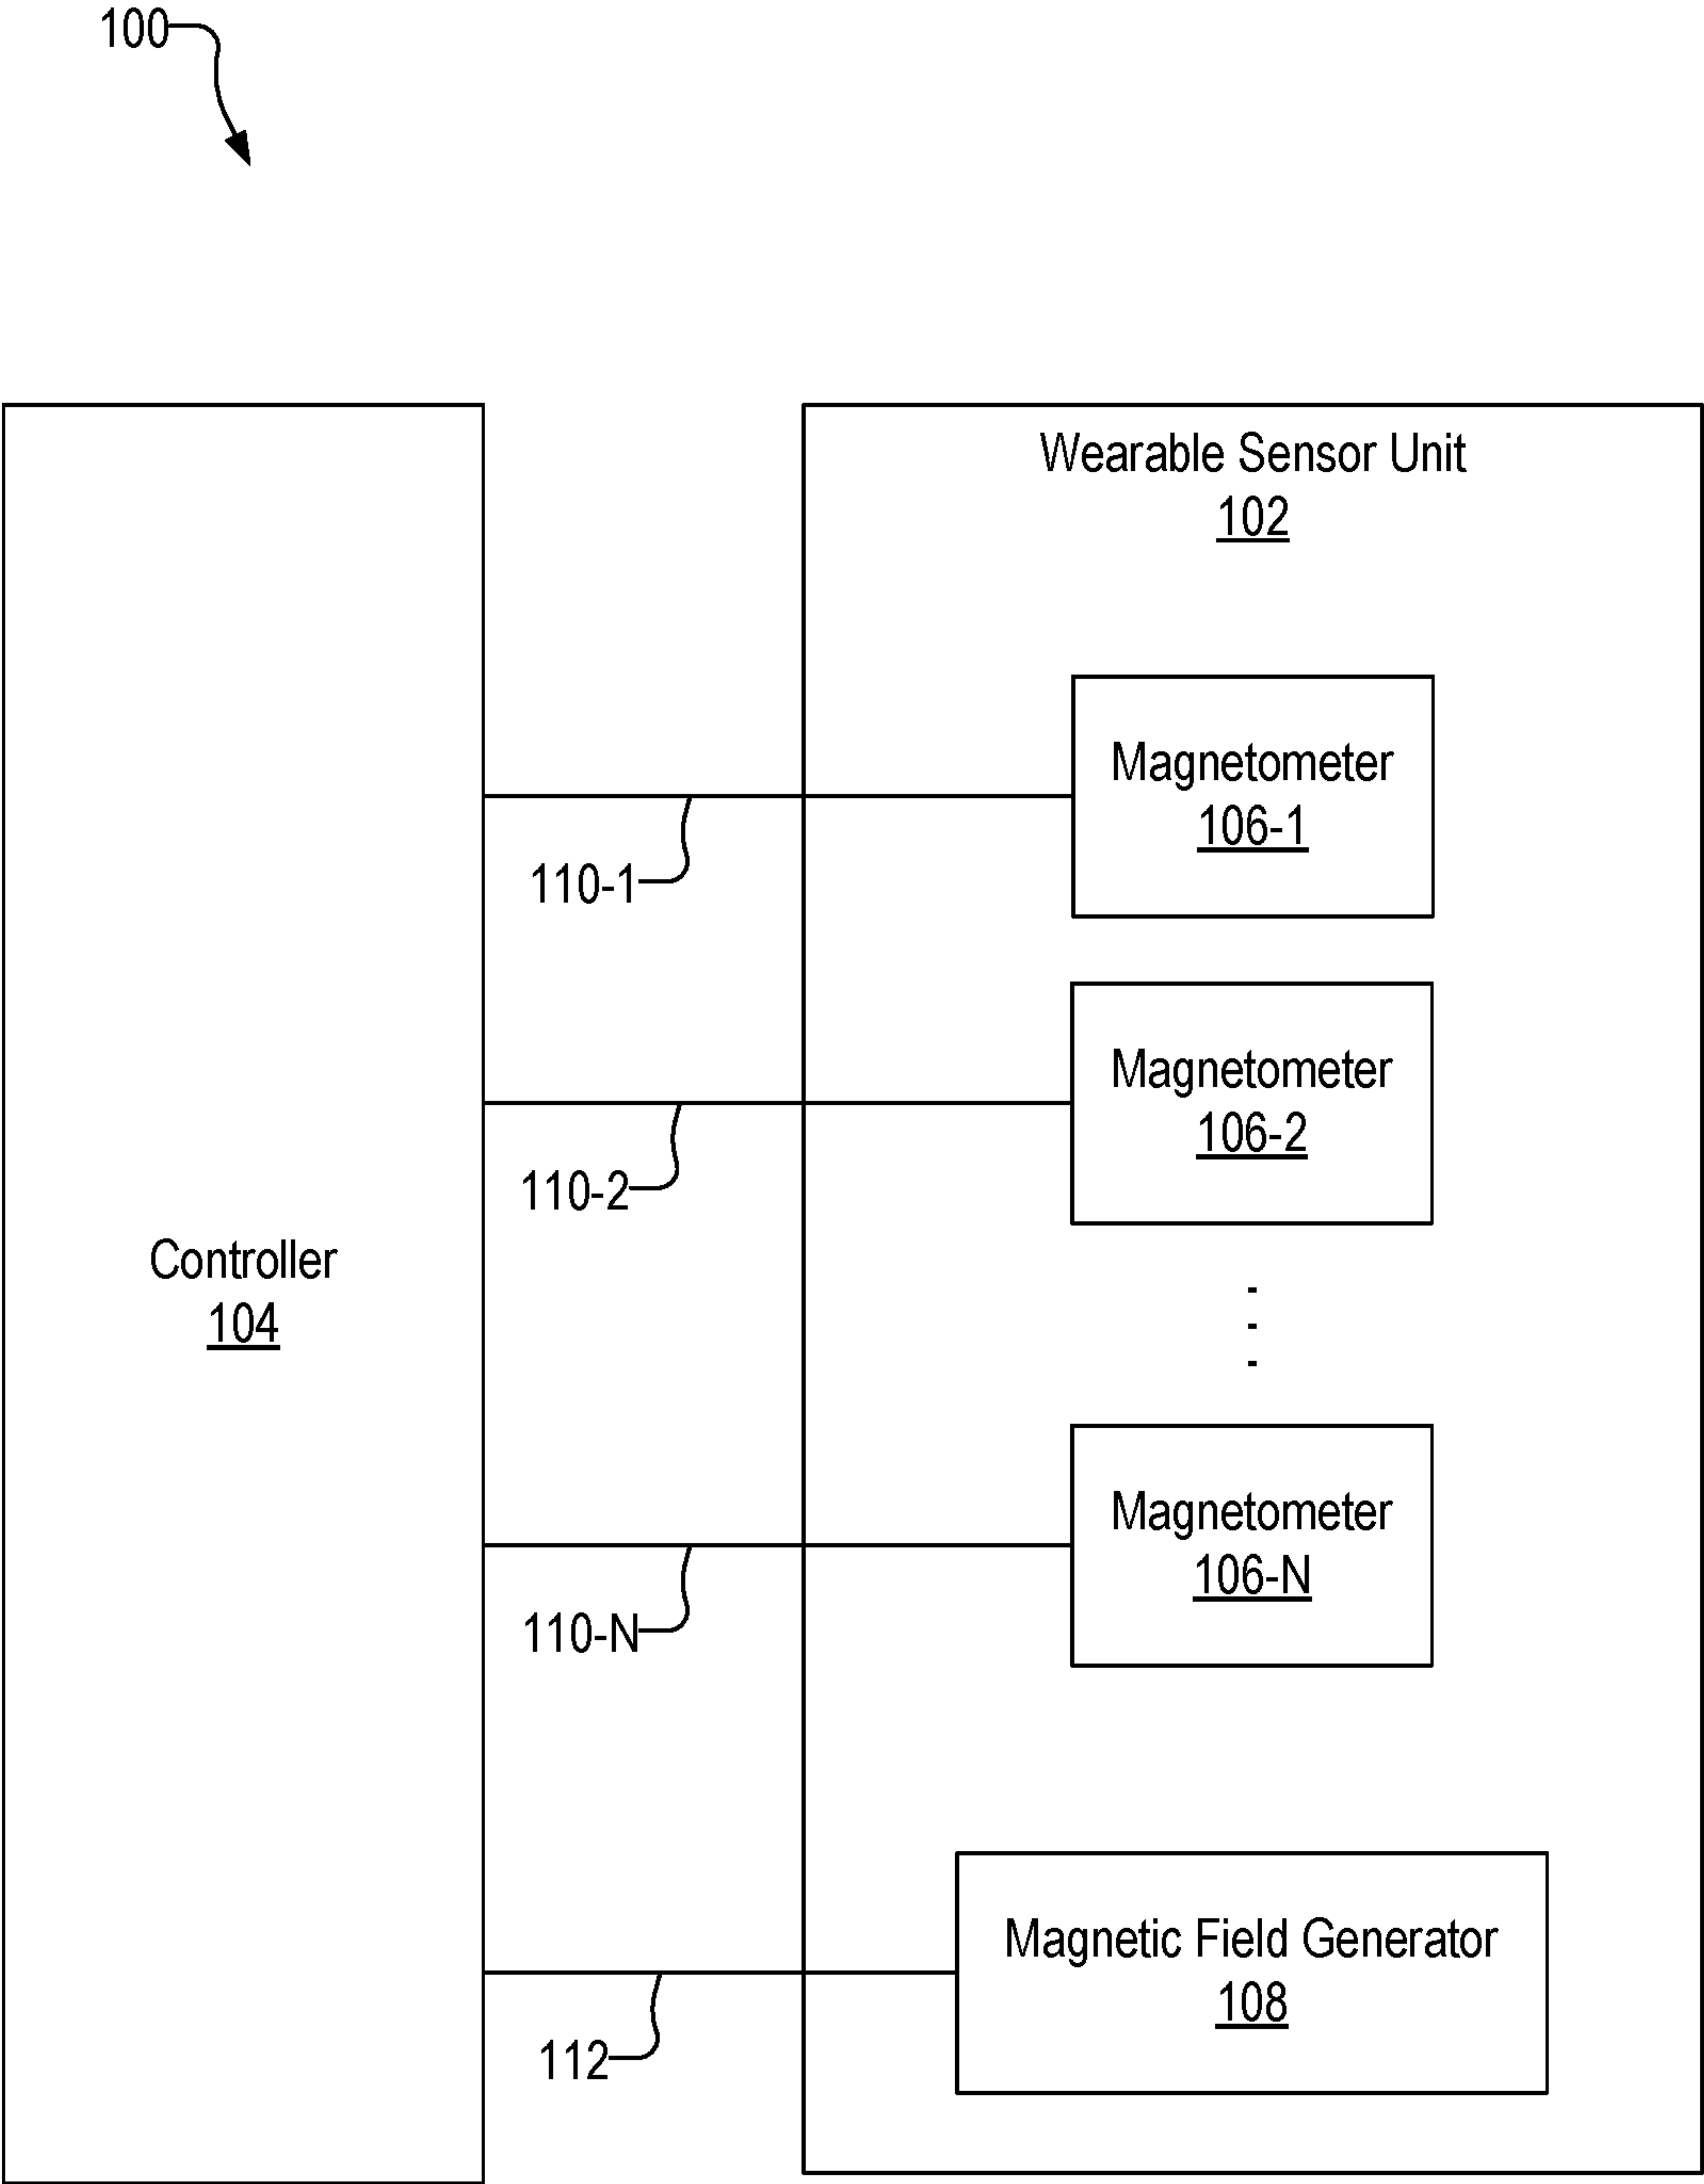 100
Wearable Sensor Unit
102
Magnetometer
106-1
110-1
Magnetometer
106-2
110-2
Controller
104
Magnetometer
106-N
110-N
Magnetic Field Generator
108
112